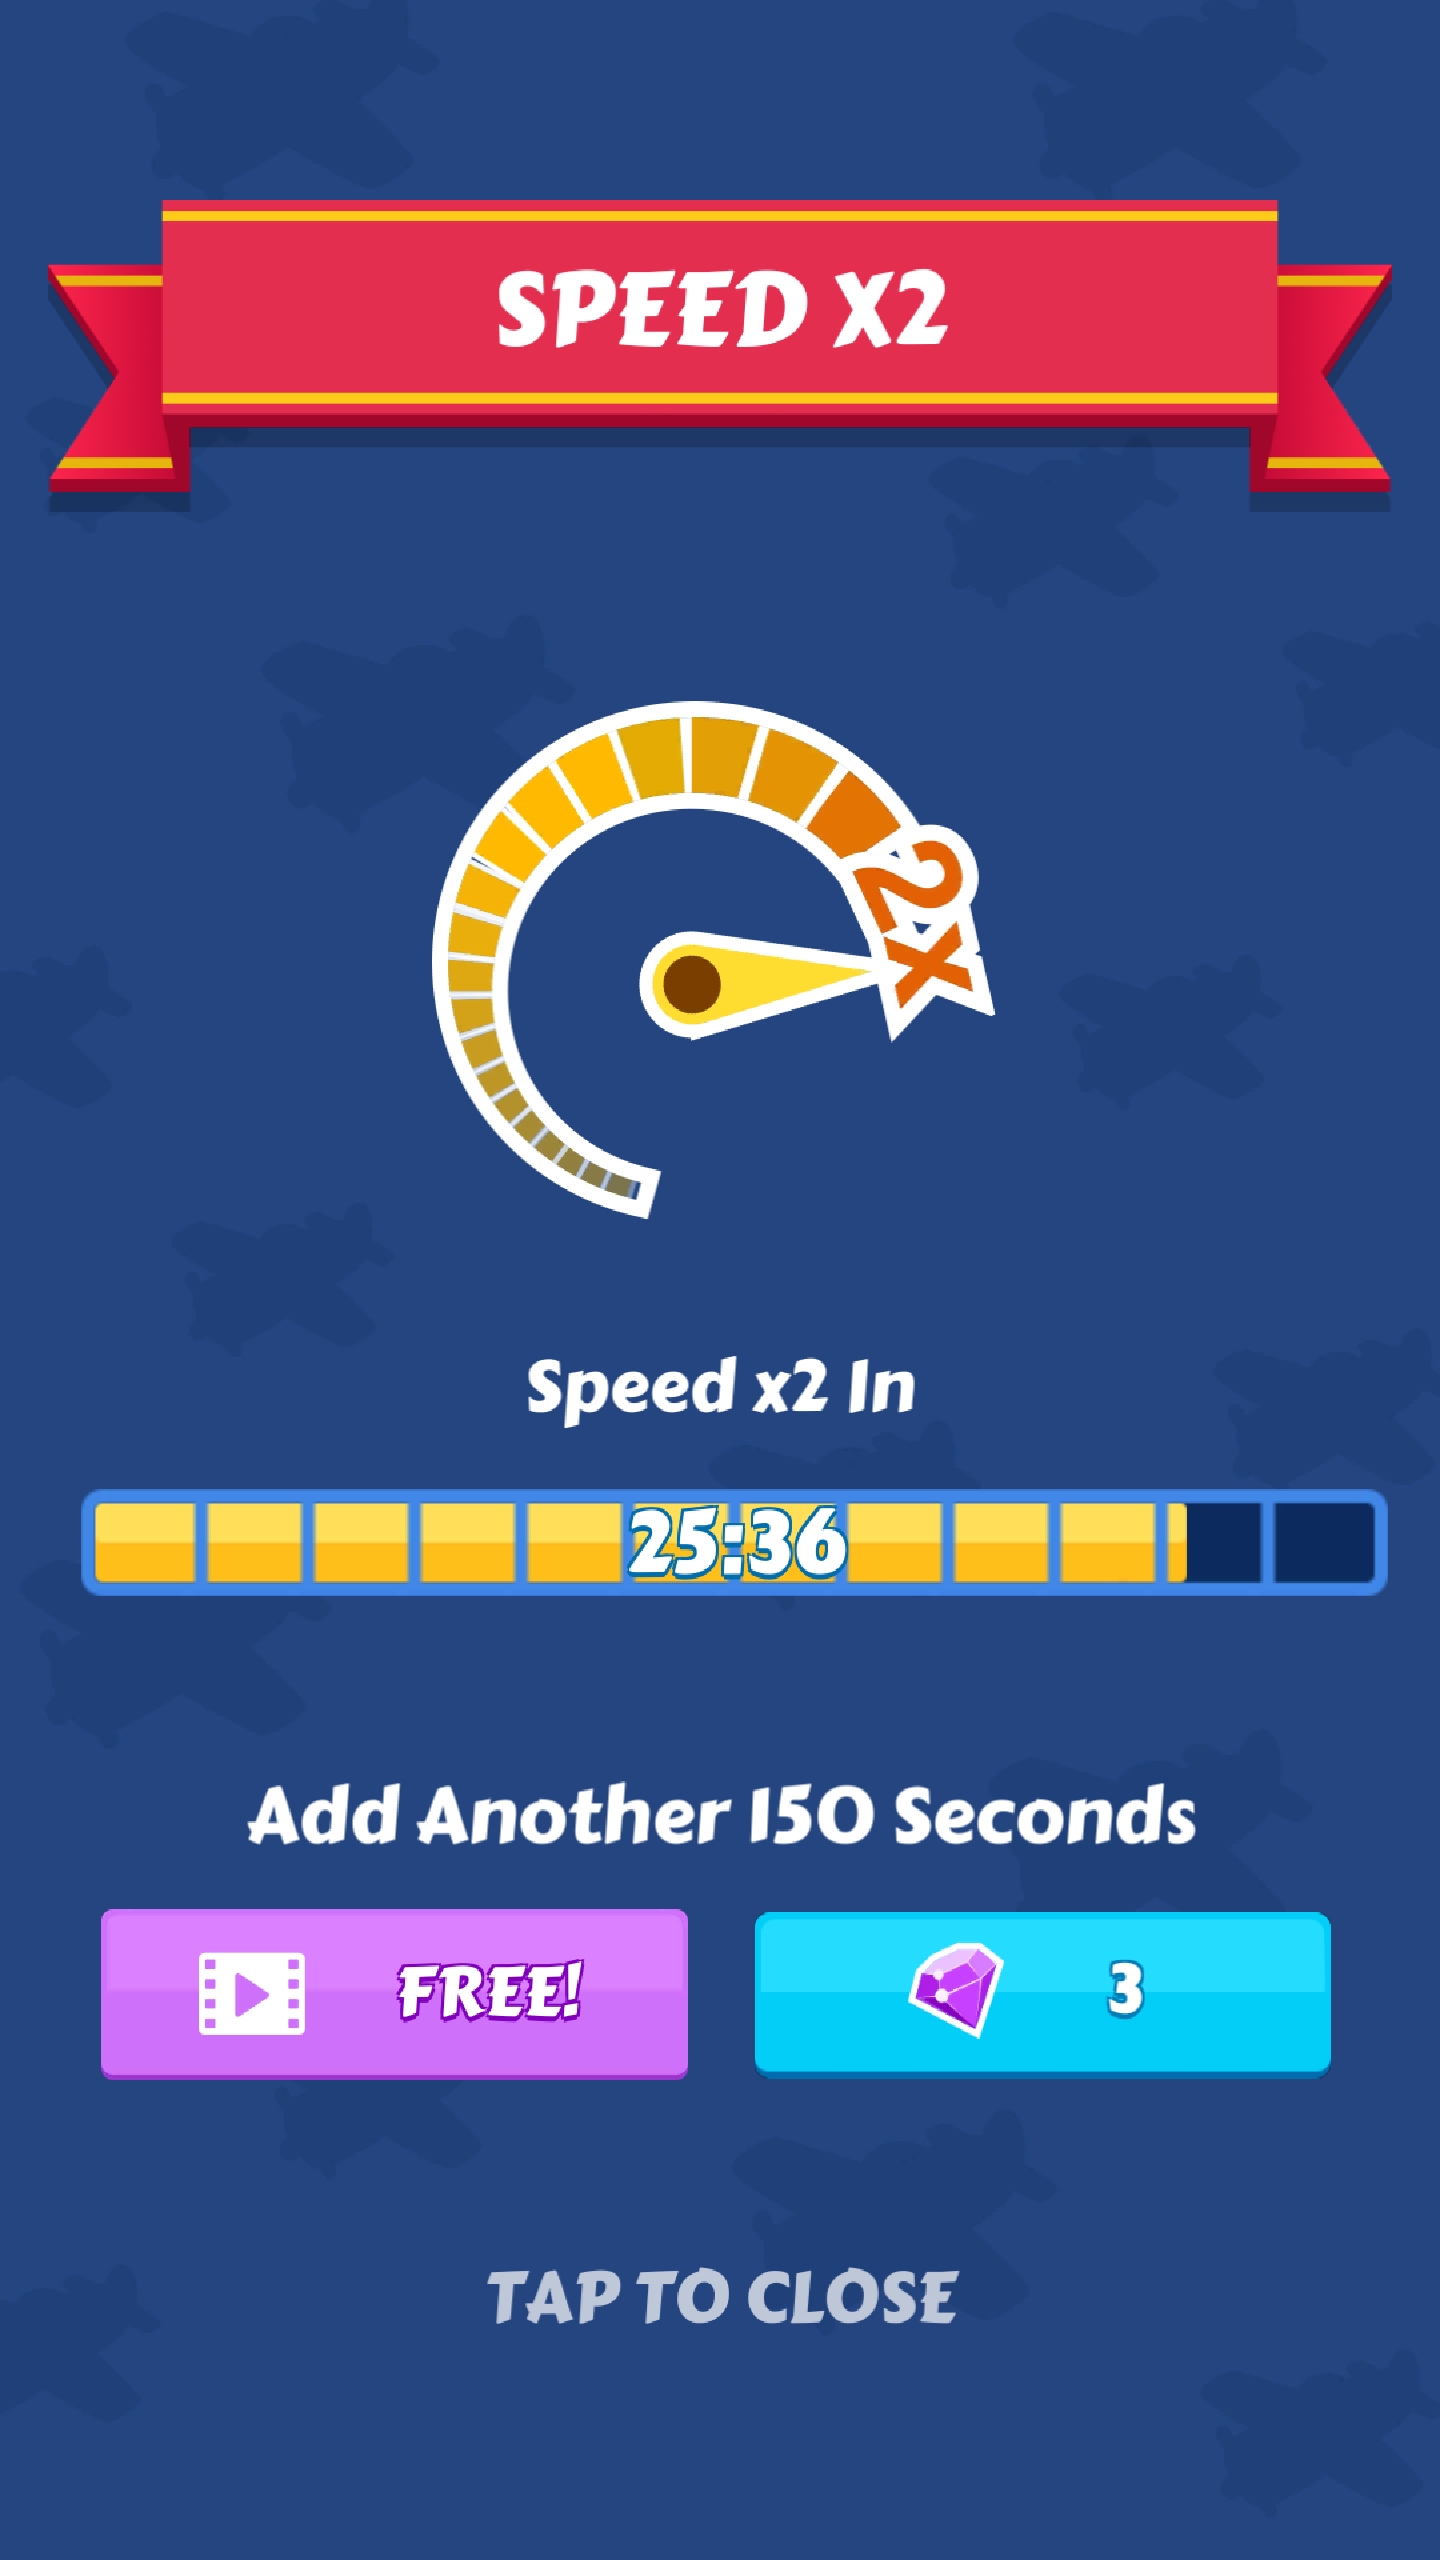 SPEED X2
2x
Speed x2 In
25:36
Add Another 150 Seconds
FREE!
3
TAP TO CLOSE